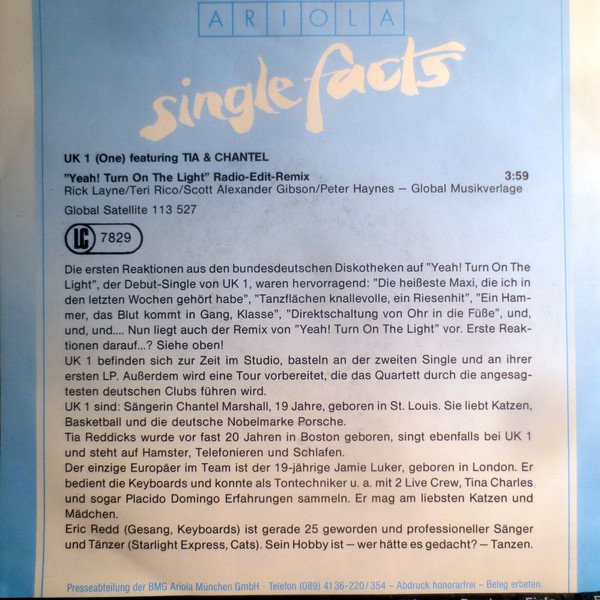 ARIOLA
single facts
UK 1 (One) featuring TIA & CHANTEL
"Yeah! Turn On The Light" Radio-Edit-Remix 3:59
Rick Layne/Teri Rico/Scott Alexander Gibson/Peter Haynes — Global Musikverlage
Global Satellite 113 527
LC 7829
Die ersten Reaktionen aus den bundesdeutschen Diskotheken auf "Yeah! Turn On The
Light", der Debut-Single von UK 1, waren hervorragend: "Die heißeste Maxi, die ich in
den letzten Wochen gehört habe", "Tanzflächen knallevolle, ein Riesenhit", "Ein Ham-
mer, das Blut kommt in Gang, Klasse", "Direktschaltung von Ohr in die Füße", und,
und, und.... Nun liegt auch der Remix von "Yeah! Turn On The Light" vor. Erste Reak-
tionen darauf...? Siehe oben!
UK 1 befinden sich zur Zeit im Studio, basteln an der zweiten Single und an ihrer
ersten LP. Außerdem wird eine Tour vorbereitet, die das Quartett durch die angesag-
testen deutschen Clubs führen wird.
UK 1 sind: Sängerin Chantel Marshall, 19 Jahre, geboren in St. Louis. Sie liebt Katzen,
Basketball und die deutsche Nobelmarke Porsche.
Tia Reddicks wurde vor fast 20 Jahren in Boston geboren, singt ebenfalls bei UK 1
und steht auf Hamster, Telefonieren und Schlafen.
Der einzige Europäer im Team ist der 19-jährige Jamie Luker, geboren in London. Er
bedient die Keyboards und konnte als Tontechniker u. a. mit 2 Live Crew, Tina Charles
und sogar Placido Domingo Erfahrungen sammeln. Er mag am liebsten Katzen und
Mädchen.
Eric Redd (Gesang, Keyboards) ist gerade 25 geworden und professioneller Sänger
und Tänzer (Starlight Express, Cats). Sein Hobby ist — wer hätte es gedacht? — Tanzen.
Presseabteilung der BMG Ariola München GmbH · Telefon (089) 4136-220/354 — Abdruck honorarfrei — Beleg erbeten.